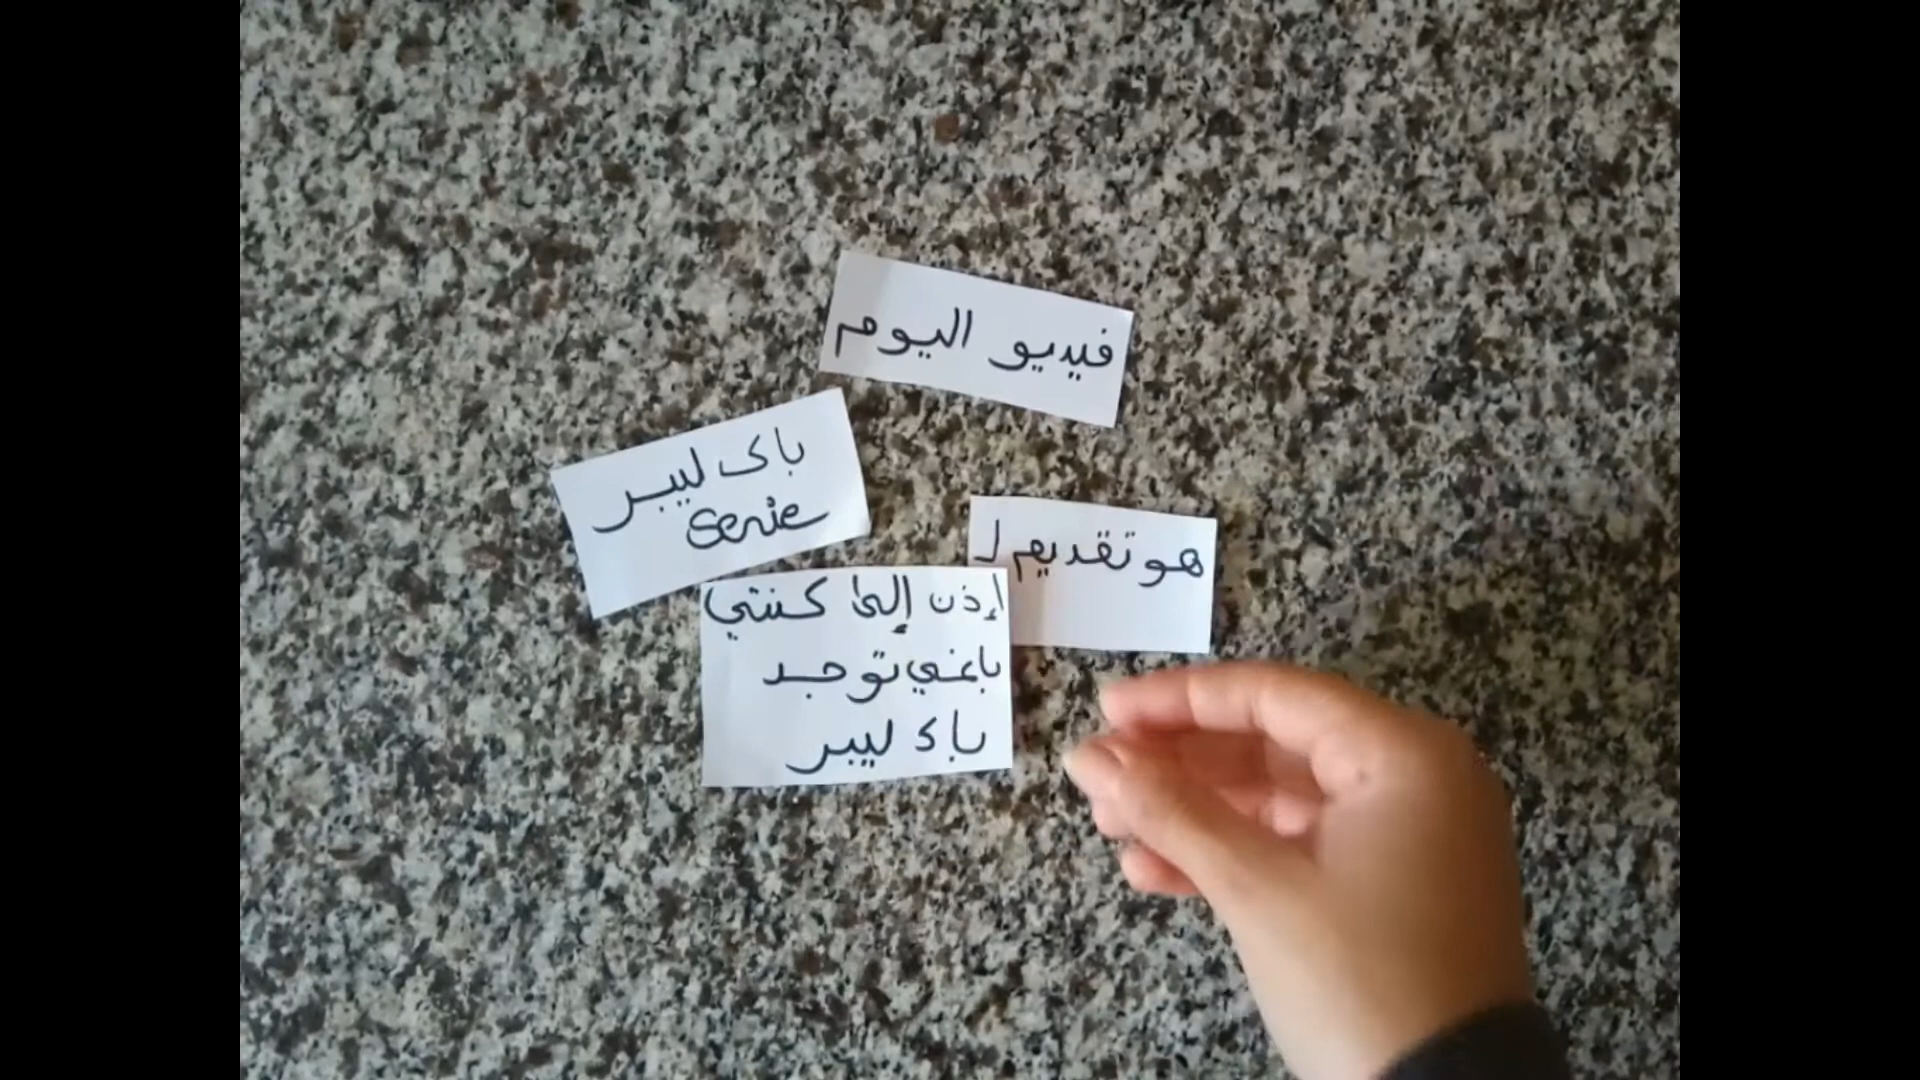 فيديو اليوم
هو تقديم ل
باك ليبر
serie
إذن إلى كنتي
باغي توجد
باك ليبر